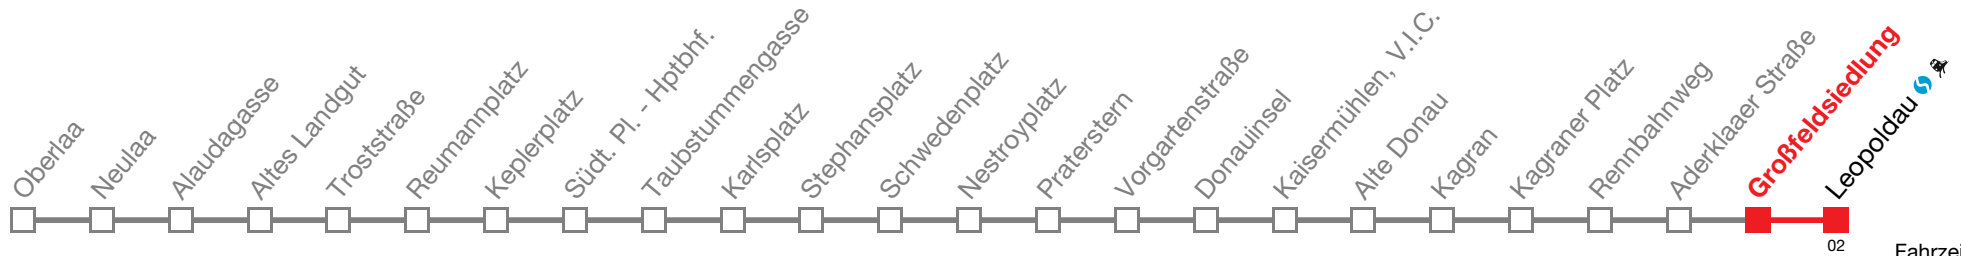 Oberlaa
Neulaa
Alaudagasse
Altes Landgut
Troststraße
Reumannplatz
Keplerplatz
Südt. Pl. - Hptbhf.
Taubstummengasse
Karlsplatz
Stephansplatz
Schwedenplatz
Nestroyplatz
Praterstern
Vorgartenstraße
Donauinsel
Kaisermühlen, V.I.C.
Alte Donau
Kagran
Kagraner Platz
Rennbahnweg
Aderklaaer Straße
Großfeldsiedlung
Leopoldau
02